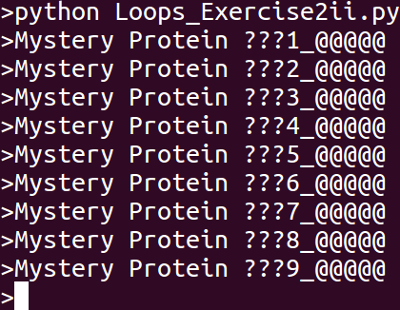 >python Loops_Exercise2ii.py
>Mystery Protein ???1_@@@@@
>Mystery Protein ???2_@@@@@
>Mystery Protein ???3_@@@@@
>Mystery Protein ???4_@@@@@
>Mystery Protein ???5_@@@@@
>Mystery Protein ???6_@@@@@
>Mystery Protein ???7_@@@@@
>Mystery Protein ???8_@@@@@
>Mystery Protein ???9_@@@@@
>